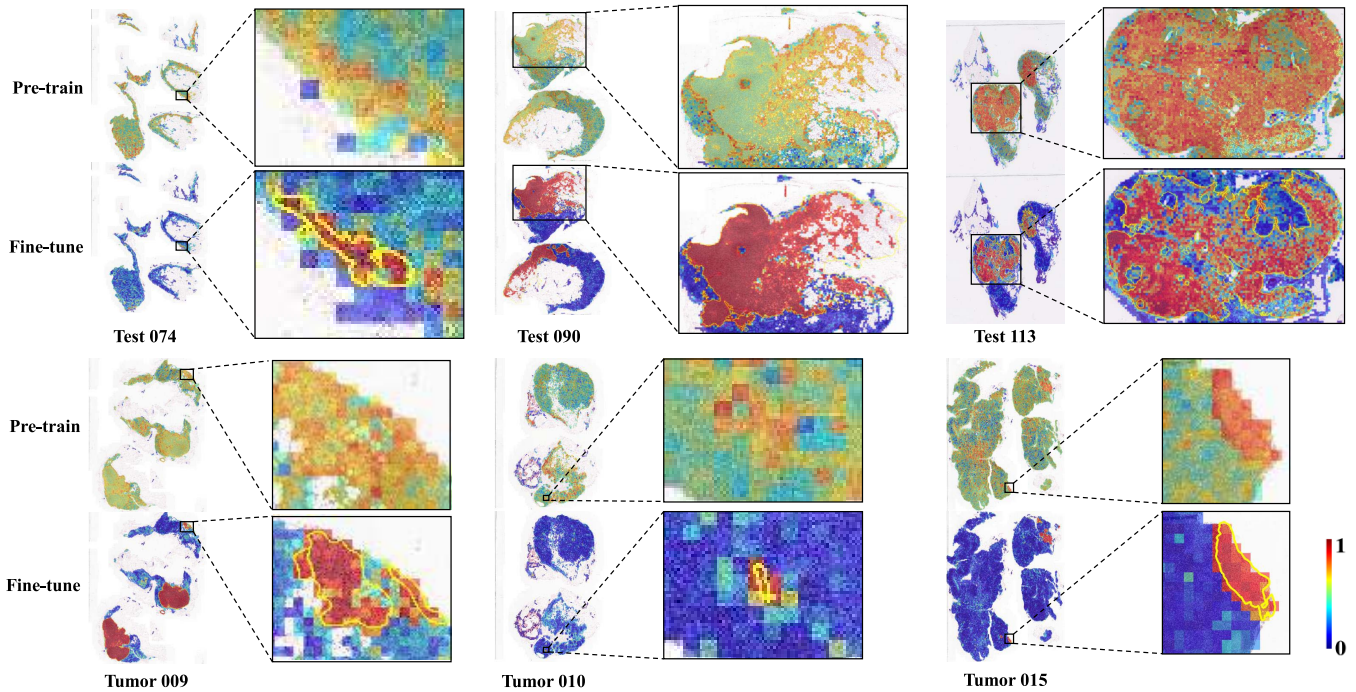 Pre-train
Fine-tune
Test 074
Test 090
Test 113
Pre-train
Fine-tune
1
0
Tumor 009
Tumor 010
Tumor 015